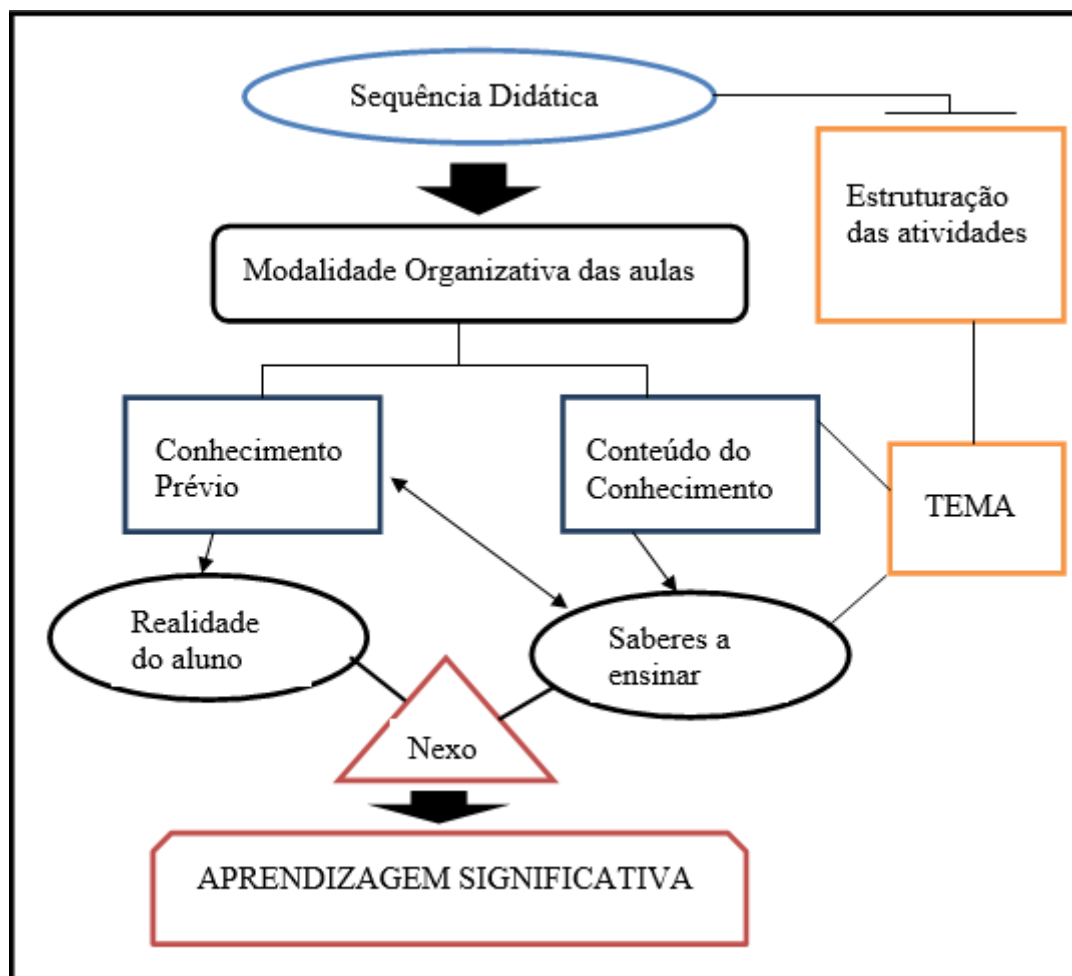 Sequência Didática
Estruturação
das atividades
Modalidade Organizativa das aulas
Conhecimento
Prévio
Conteúdo do
Conhecimento
TEMA
Realidade
do aluno
Saberes a
ensinar
Nexo
APRENDIZAGEM SIGNIFICATIVA